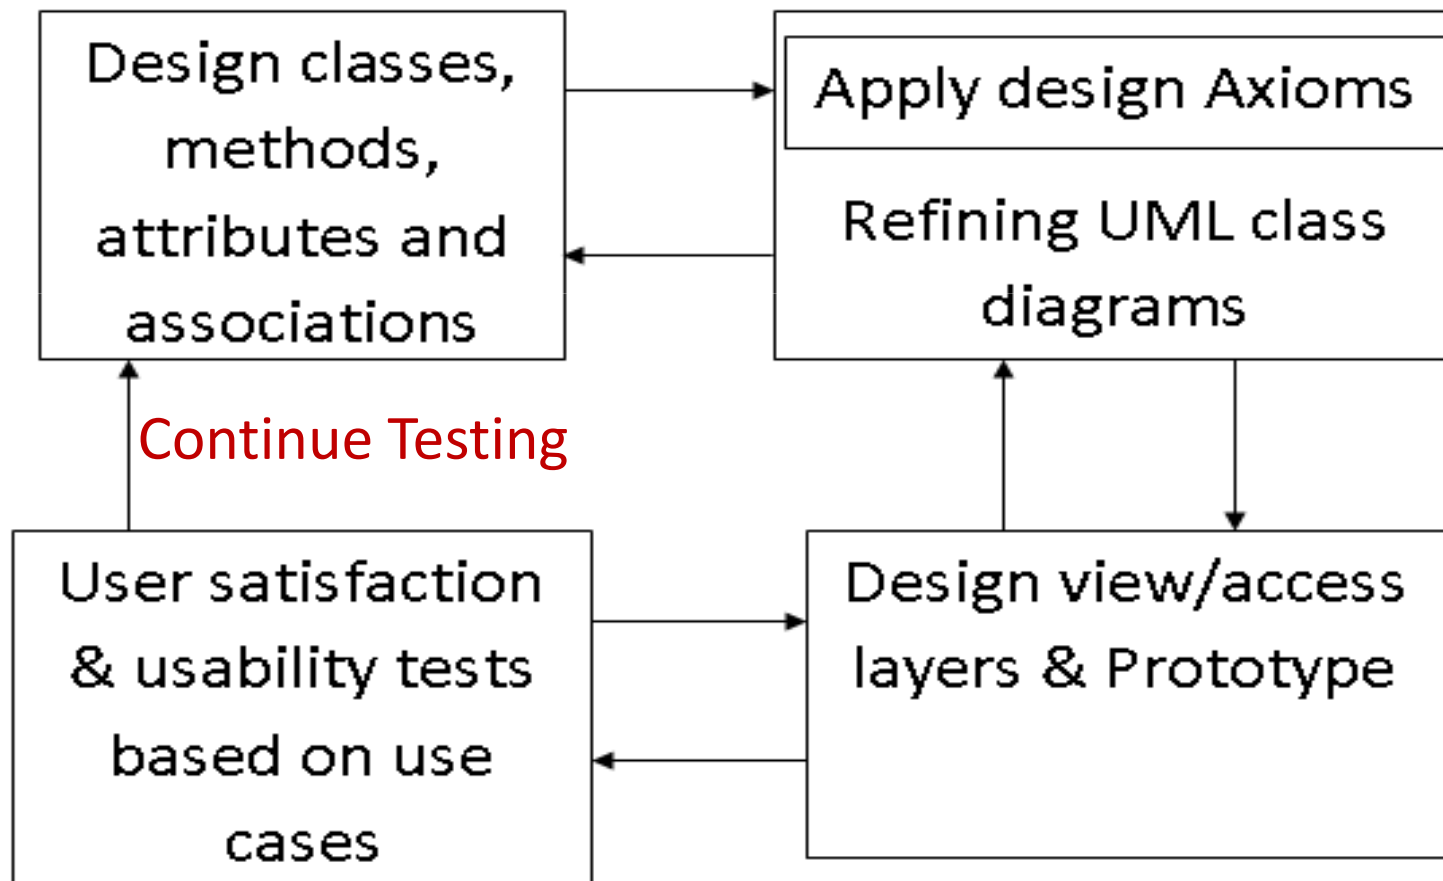 Design classes,
methods,
attributes and
associations
Apply design Axioms
Refining UML class
diagrams
Continue Testing
User satisfaction
& usability tests
based on use
cases
Design view/access
layers & Prototype